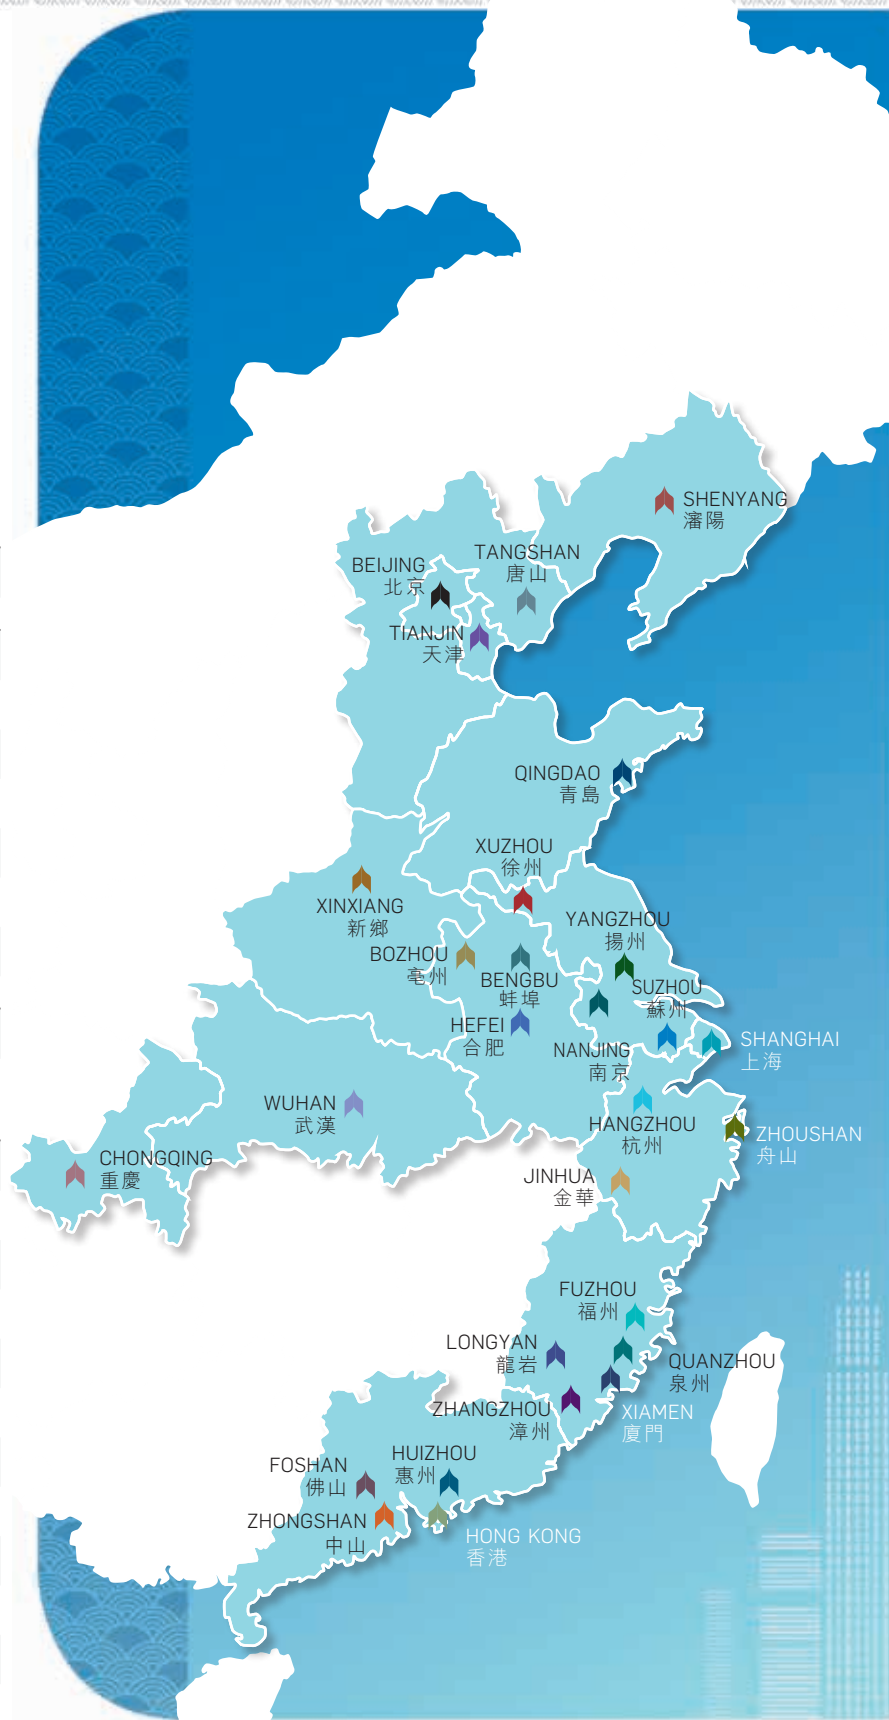 SHENYANG
瀋陽
TANGSHAN
唐山
BEIJING
北京
TIANJIN
天津
QINGDAO
青島
XUZHOU
徐州
XINXIANG
新鄉
YANGZHOU
揚州
BOZHOU
亳州
BENGBU
蚌埠
SUZHOU
蘇州
HEFEI
合肥
NANJING
南京
SHANGHAI
上海
WUHAN
武漢
HANGZHOU
杭州
ZHOUSHAN
舟山
CHONGQING
重慶
JINHUA
金華
FUZHOU
福州
LONGYAN
龍岩
QUANZHOU
泉州
ZHANGZHOU
漳州
XIAMEN
廈門
HUIZHOU
惠州
FOSHAN
佛山
ZHONGSHAN
中山
HONG KONG
香港